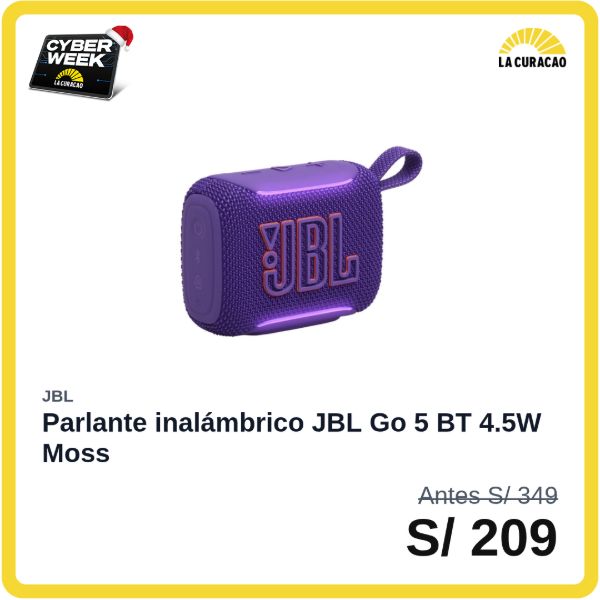 CYBER
WEEK
LA CURACAO
LA CURACAO
JBL
JBL
Parlante inalámbrico JBL Go 5 BT 4.5W
Moss
Antes S/ 349
S/ 209